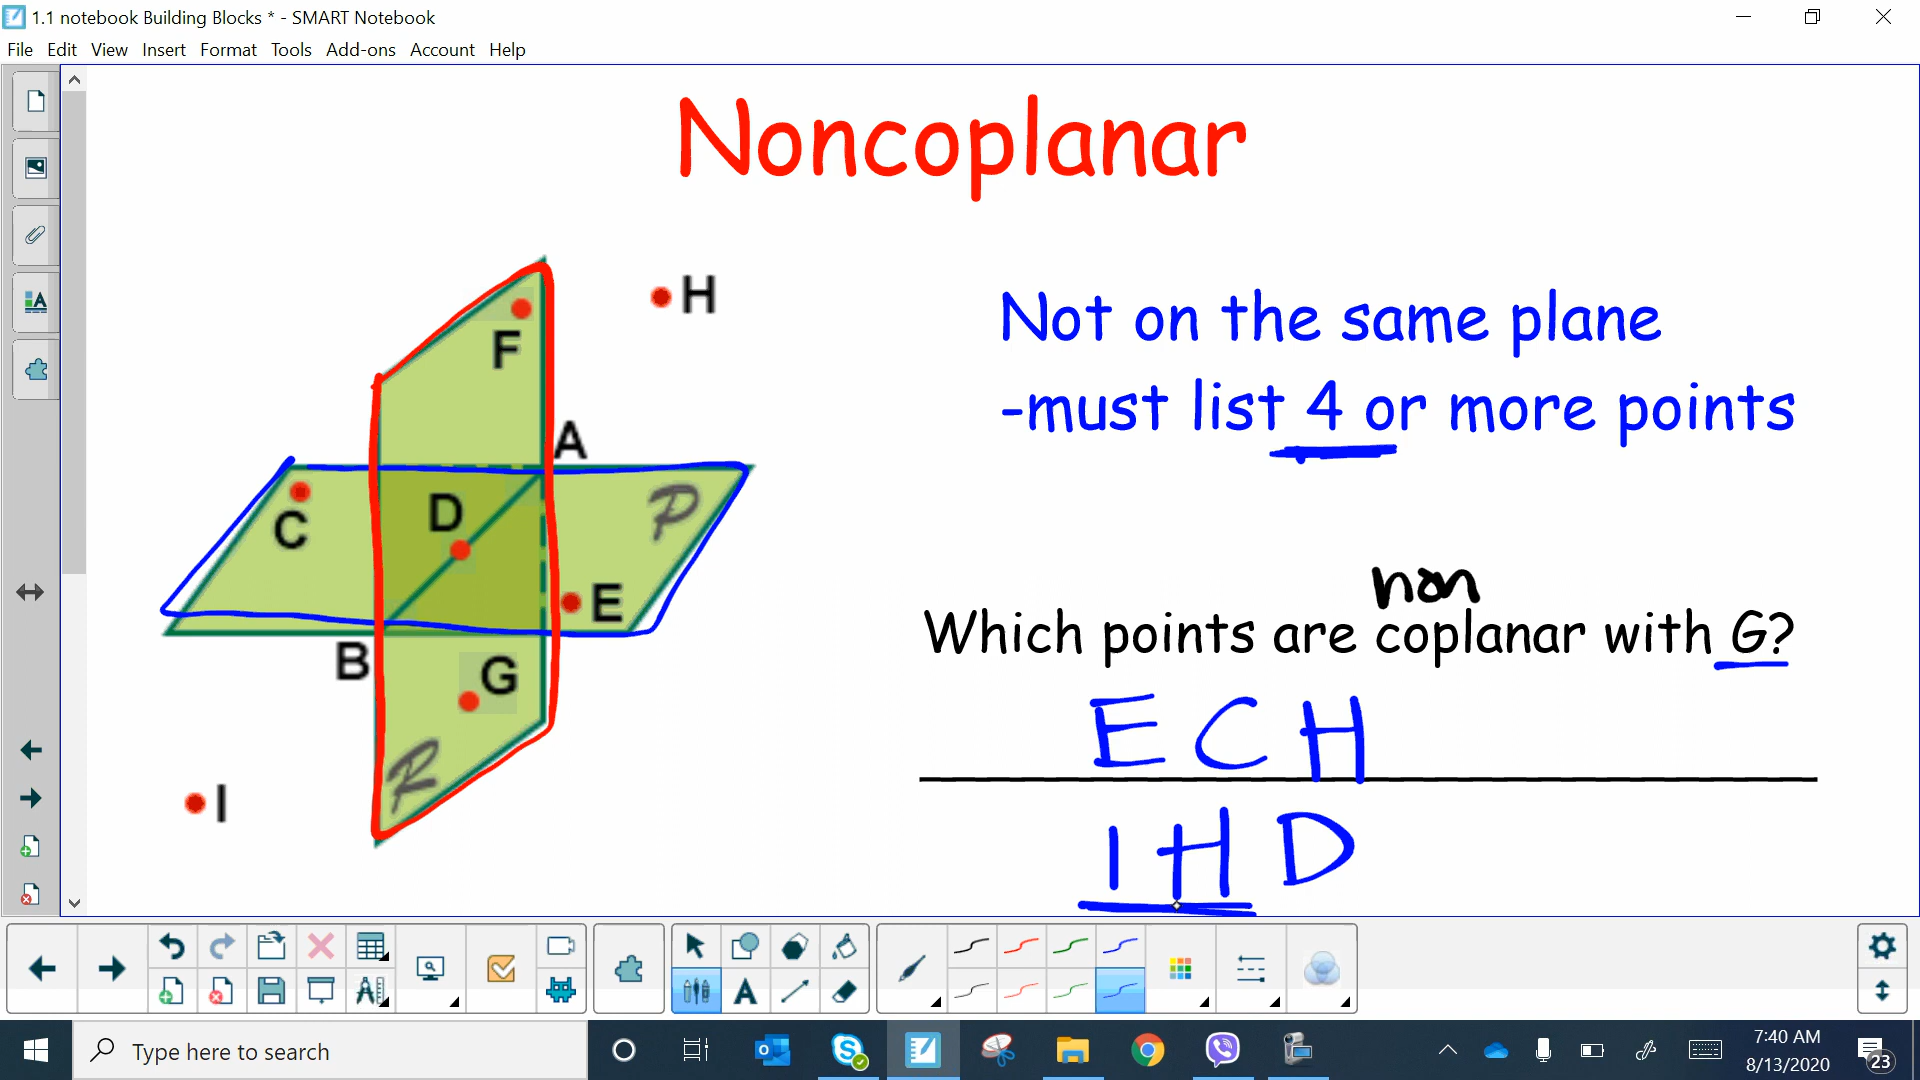 1.1 notebook Building Blocks * - SMART Notebook
File Edit View Insert Format Tools Add-ons Account Help
Noncoplanar
H
F
Not on the same plane
-must list 4 or more points
A
D
P
C
E
non
Which points are coplanar with G?
B
G
E C H
R
I
I H D
Type here to search
7:40 AM
8/13/2020
23